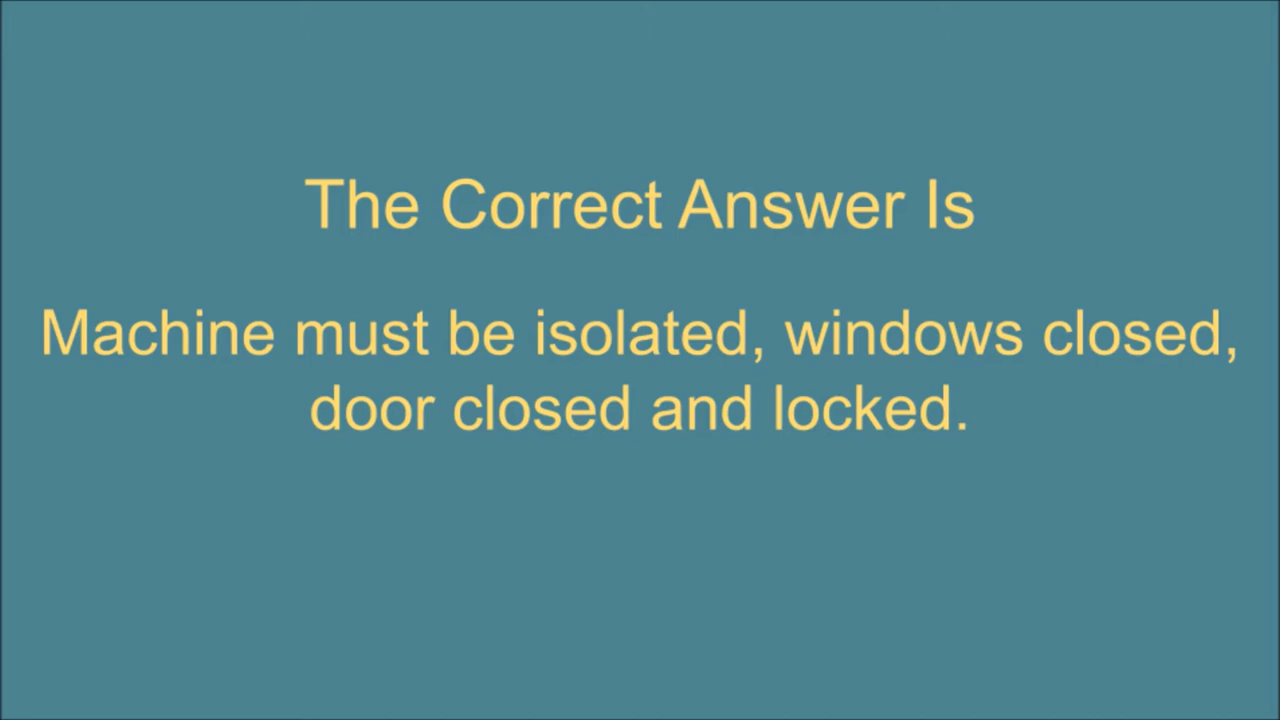 The Correct Answer Is
Machine must be isolated, windows closed,
door closed and locked.